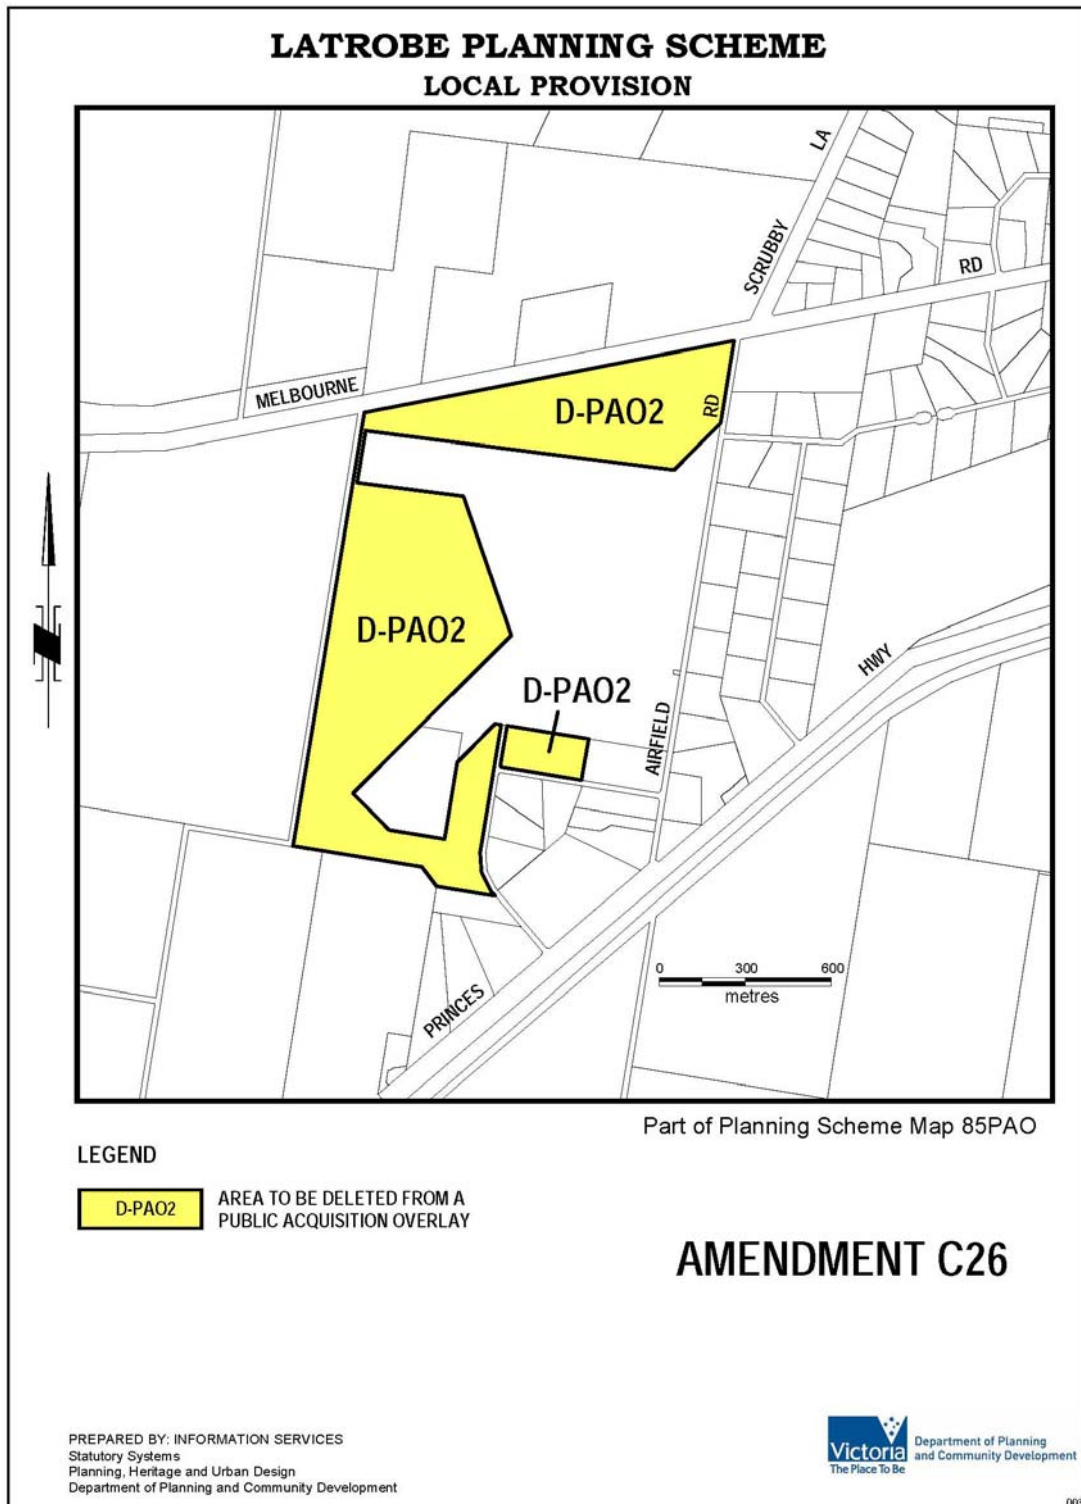 LATROBE PLANNING SCHEME
LOCAL PROVISION
LA
SCRUBBY
RD
MELBOURNE
D-PAO2
RD
D-PAO2
HWY
D-PAO2
AIRFIELD
0 300 600
metres
PRINCES
Part of Planning Scheme Map 85PAO
LEGEND
D-PAO2
AREA TO BE DELETED FROM A
PUBLIC ACQUISITION OVERLAY
AMENDMENT C26
PREPARED BY: INFORMATION SERVICES
Statutory Systems
Planning, Heritage and Urban Design
Department of Planning and Community Development
Victoria
The Place To Be
Department of Planning
and Community Development